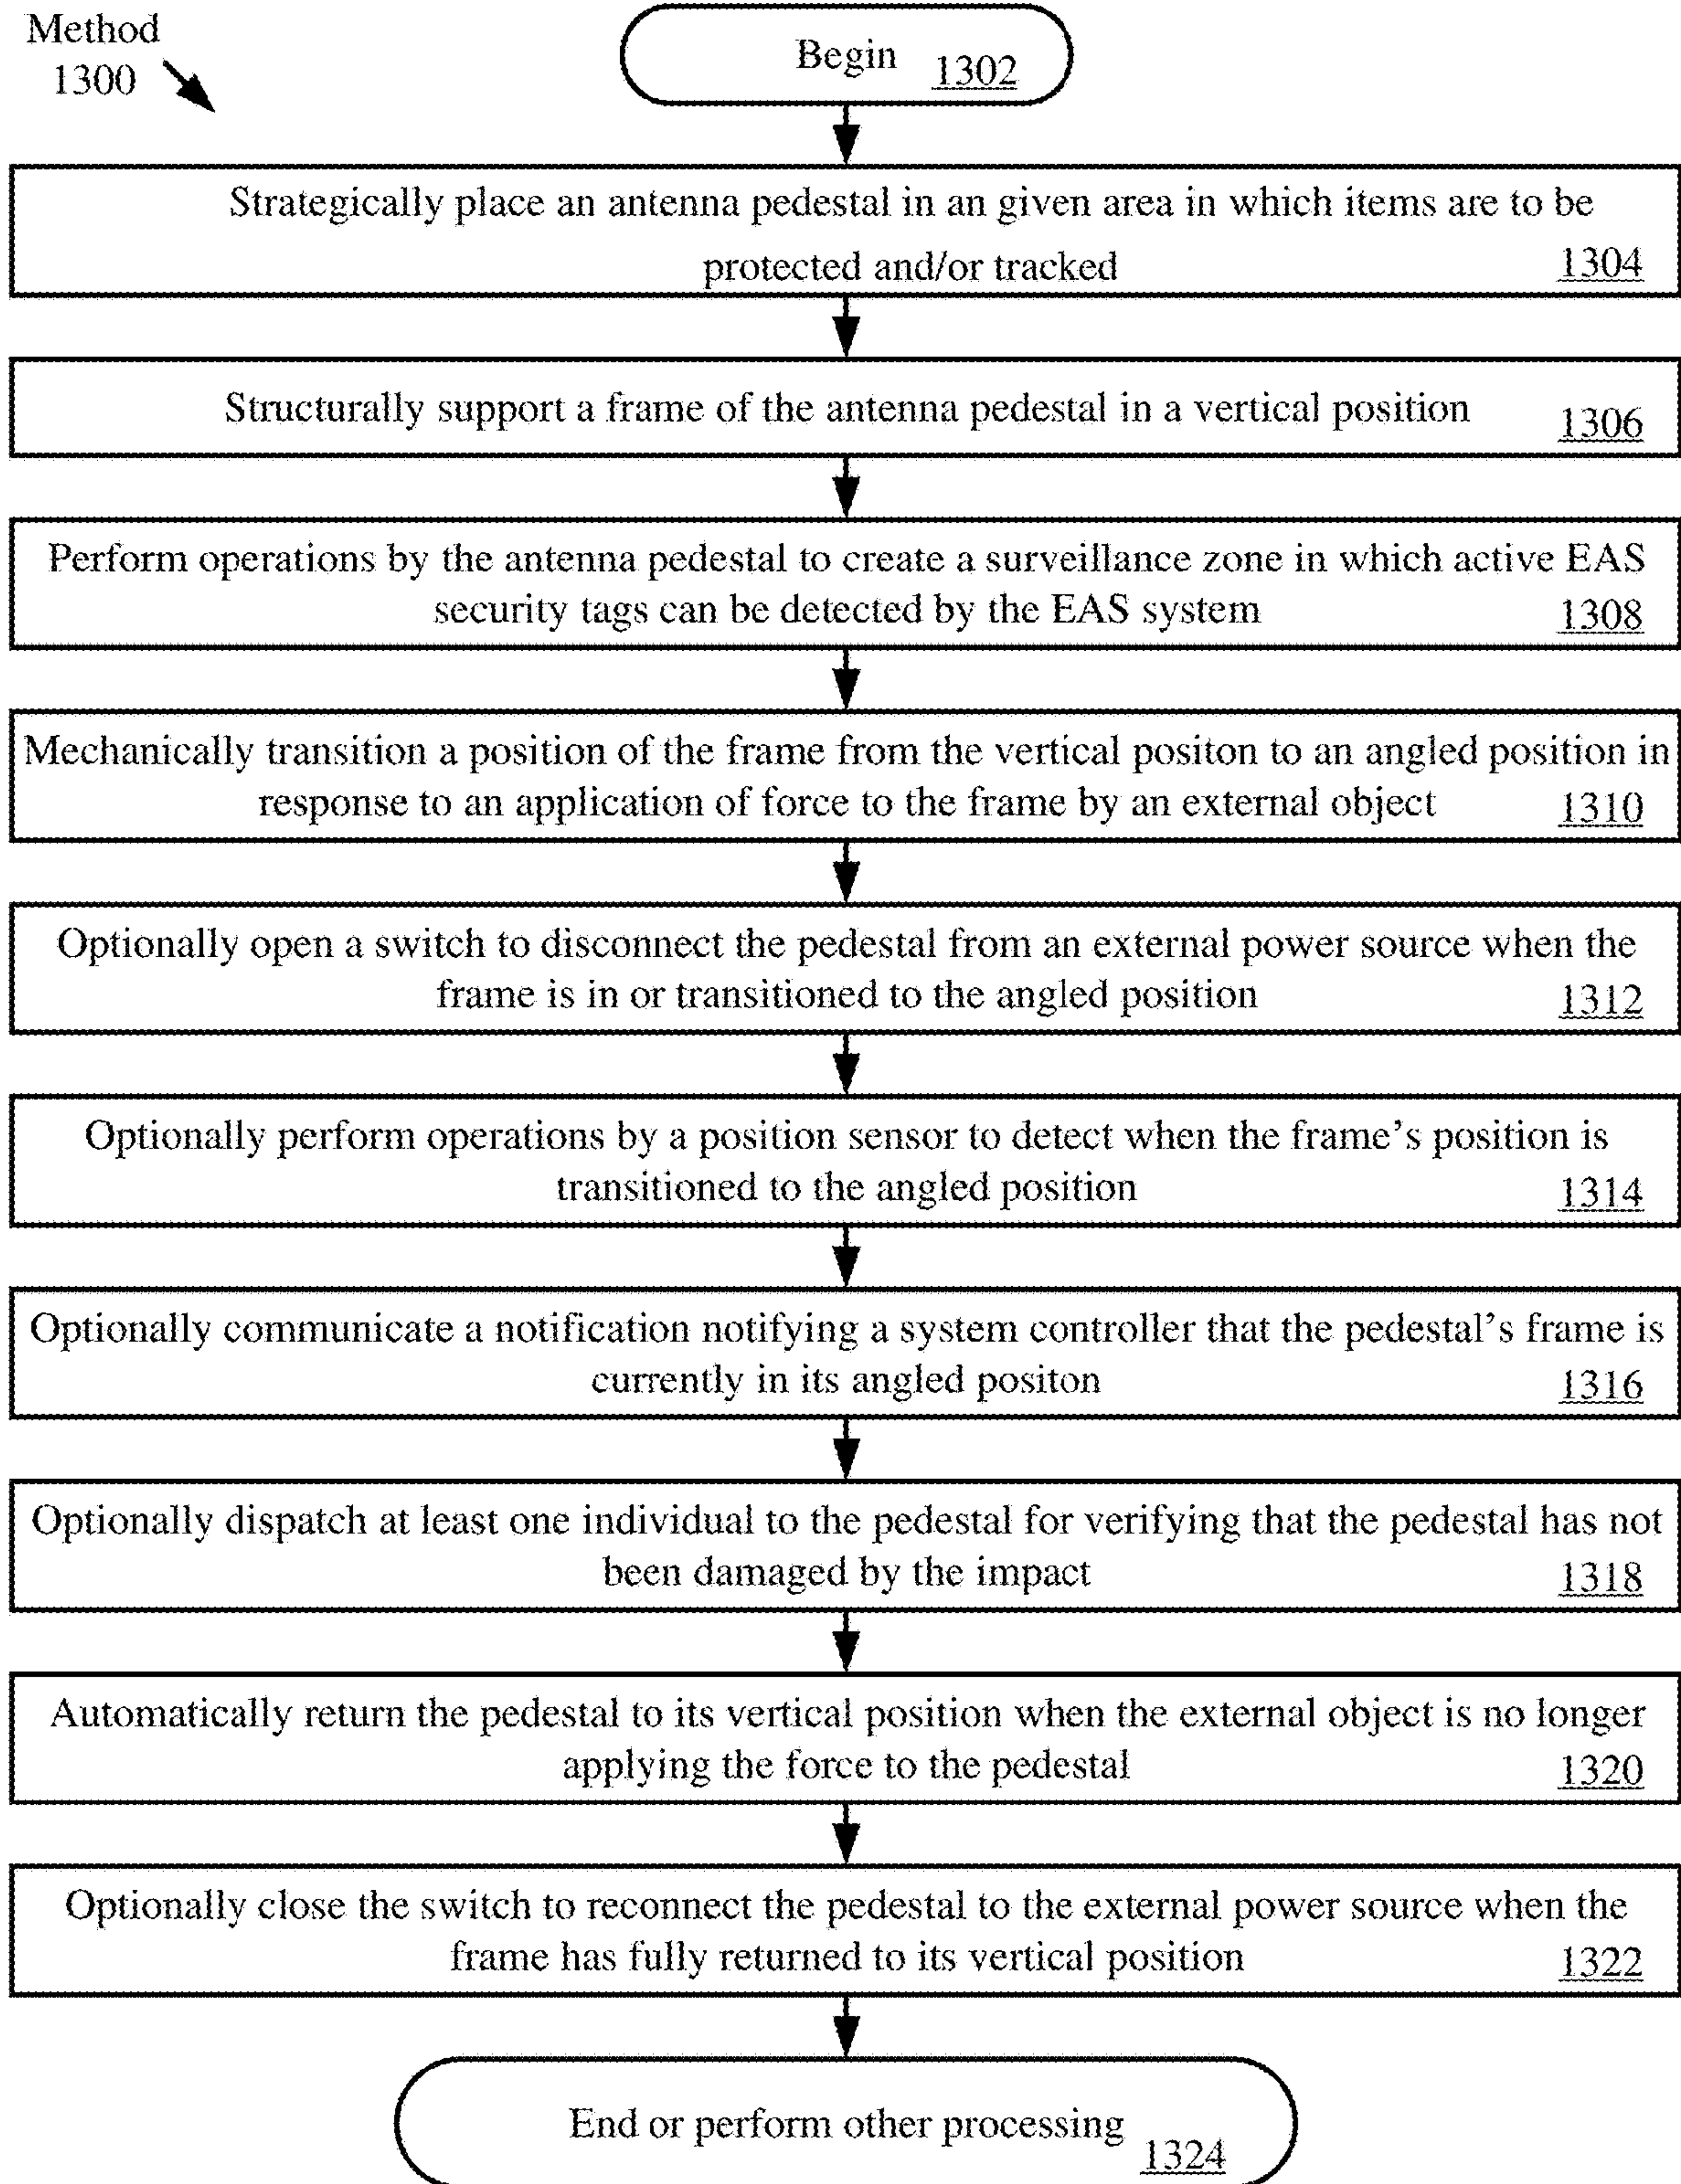 Method
1300
Begin 1302
Strategically place an antenna pedestal in an given area in which items are to be
protected and/or tracked 1304
Structurally support a frame of the antenna pedestal in a vertical position 1306
Perform operations by the antenna pedestal to create a surveillance zone in which active EAS
security tags can be detected by the EAS system 1308
Mechanically transition a position of the frame from the vertical positon to an angled position in
response to an application of force to the frame by an external object 1310
Optionally open a switch to disconnect the pedestal from an external power source when the
frame is in or transitioned to the angled position 1312
Optionally perform operations by a position sensor to detect when the frame's position is
transitioned to the angled position 1314
Optionally communicate a notification notifying a system controller that the pedestal's frame is
currently in its angled positon 1316
Optionally dispatch at least one individual to the pedestal for verifying that the pedestal has not
been damaged by the impact 1318
Automatically return the pedestal to its vertical position when the external object is no longer
applying the force to the pedestal 1320
Optionally close the switch to reconnect the pedestal to the external power source when the
frame has fully returned to its vertical position 1322
End or perform other processing 1324